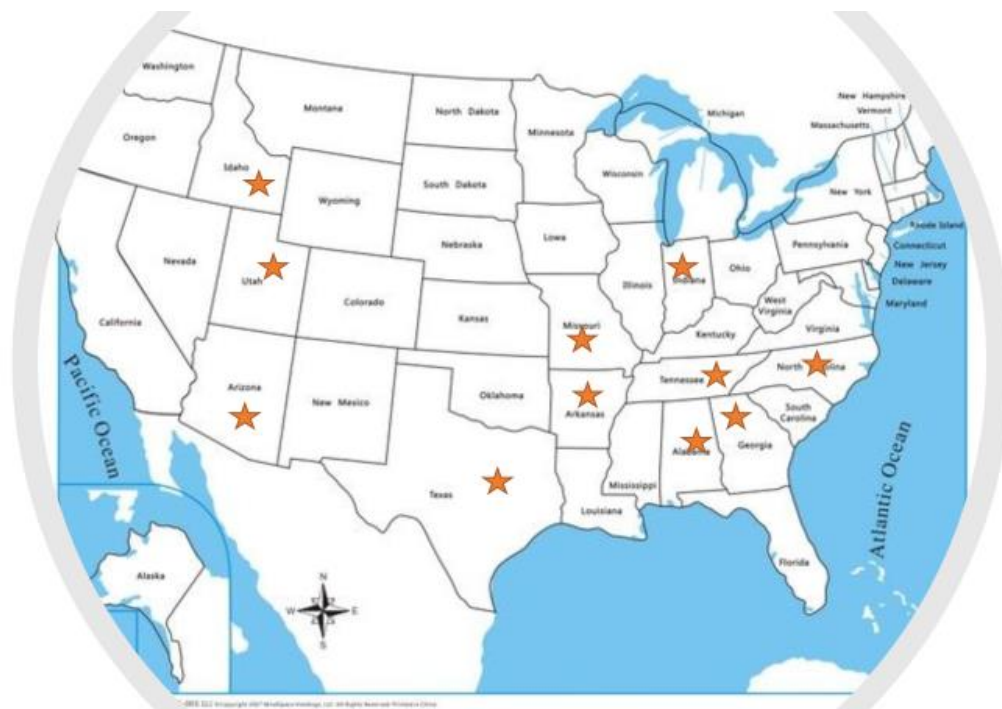 Washington
Montana
North Dakota
Minnesota
Michigan
New Hampshire
Vermont
Massachusetts
Oregon
Idaho
South Dakota
Wisconsin
New York
Wyoming
Rhode Island
Nebraska
Iowa
Pennsylvania
Connecticut
Nevada
Utah
Illinois
Indiana
Ohio
New Jersey
Colorado
Delaware
California
Kansas
Missouri
Kentucky
West
Virginia
Virginia
Maryland
Pacific Ocean
Arizona
New Mexico
Oklahoma
Arkansas
Tennessee
North Carolina
South
Carolina
Atlantic Ocean
Texas
Louisiana
Mississippi
Alabama
Georgia
Florida
Alaska
N
W
E
S